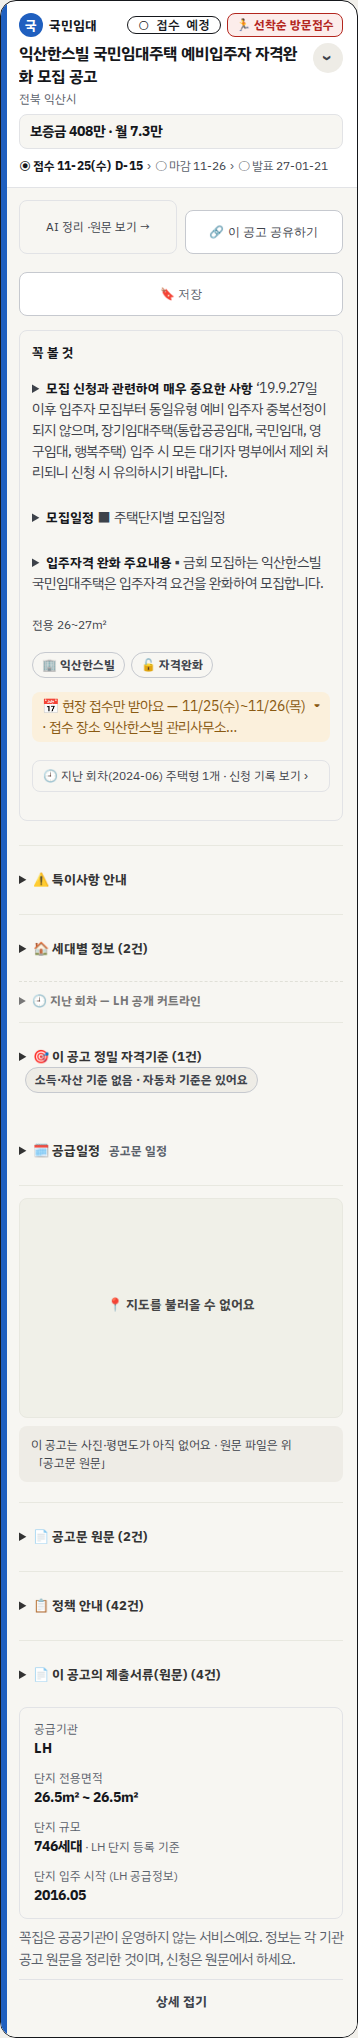 국 국민임대 ○ 접수 예정 🏃 선착순 방문접수
익산한스빌 국민임대주택 예비입주자 자격완
화 모집 공고
전북 익산시
보증금 408만 · 월 7.3만
◉ 접수 11-25(수) D-15 › ○ 마감 11-26 › ○ 발표 27-01-21
AI 정리 ·원문 보기 →
🔗 이 공고 공유하기
🔖 저장
꼭 볼 것
▶ 모집 신청과 관련하여 매우 중요한 사항 ‘19.9.27일
이후 입주자 모집부터 동일유형 예비 입주자 중복선정이
되지 않으며, 장기임대주택(통합공공임대, 국민임대, 영
구임대, 행복주택) 입주 시 모든 대기자 명부에서 제외 처
리되니 신청 시 유의하시기 바랍니다.
▶ 모집일정 ■ 주택단지별 모집일정
▶ 입주자격 완화 주요내용 ▪ 금회 모집하는 익산한스빌
국민임대주택은 입주자격 요건을 완화하여 모집합니다.
전용 26~27m²
🏢 익산한스빌 🔓 자격완화
📅 현장 접수만 받아요 — 11/25(수)~11/26(목)
· 접수 장소 익산한스빌 관리사무소…
🕘 지난 회차(2024-06) 주택형 1개 · 신청 기록 보기 ›
▶ ⚠️ 특이사항 안내
▶ 🏠 세대별 정보 (2건)
▶ 🕘 지난 회차 — LH 공개 커트라인
▶ 🎯 이 공고 정밀 자격기준 (1건)
소득·자산 기준 없음 · 자동차 기준은 있어요
▶ 🗓️ 공급일정 공고문 일정
📍 지도를 불러올 수 없어요
이 공고는 사진·평면도가 아직 없어요 · 원문 파일은 위
「공고문 원문」
▶ 📄 공고문 원문 (2건)
▶ 📋 정책 안내 (42건)
▶ 📄 이 공고의 제출서류(원문) (4건)
공급기관
LH
단지 전용면적
26.5m² ~ 26.5m²
단지 규모
746세대 · LH 단지 등록 기준
단지 입주 시작 (LH 공급정보)
2016.05
꼭집은 공공기관이 운영하지 않는 서비스예요. 정보는 각 기관
공고 원문을 정리한 것이며, 신청은 원문에서 하세요.
상세 접기